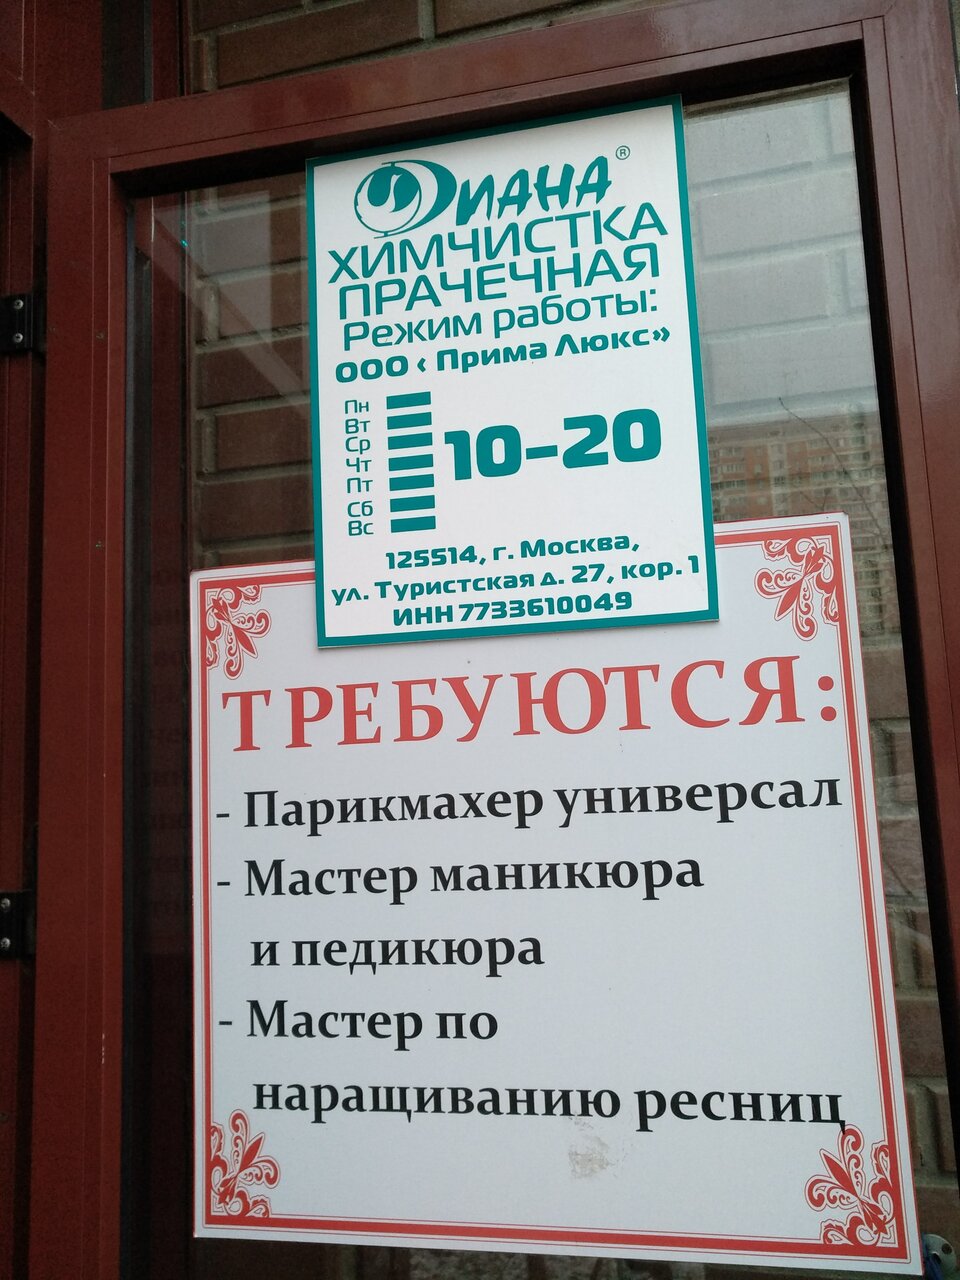 Диана®
ХИМЧИСТКА
ПРАЧЕЧНАЯ
Режим работы:
ООО «Прима Люкс»
Пн
Вт
Ср
Чт
Пт
Сб
Вс
10-20
125514, г. Москва,
ул. Туристская д. 27, кор. 1
ИНН 7733610049
ТРЕБУЮТСЯ:
- Парикмахер универсал
- Мастер маникюра
и педикюра
- Мастер по
наращиванию ресниц